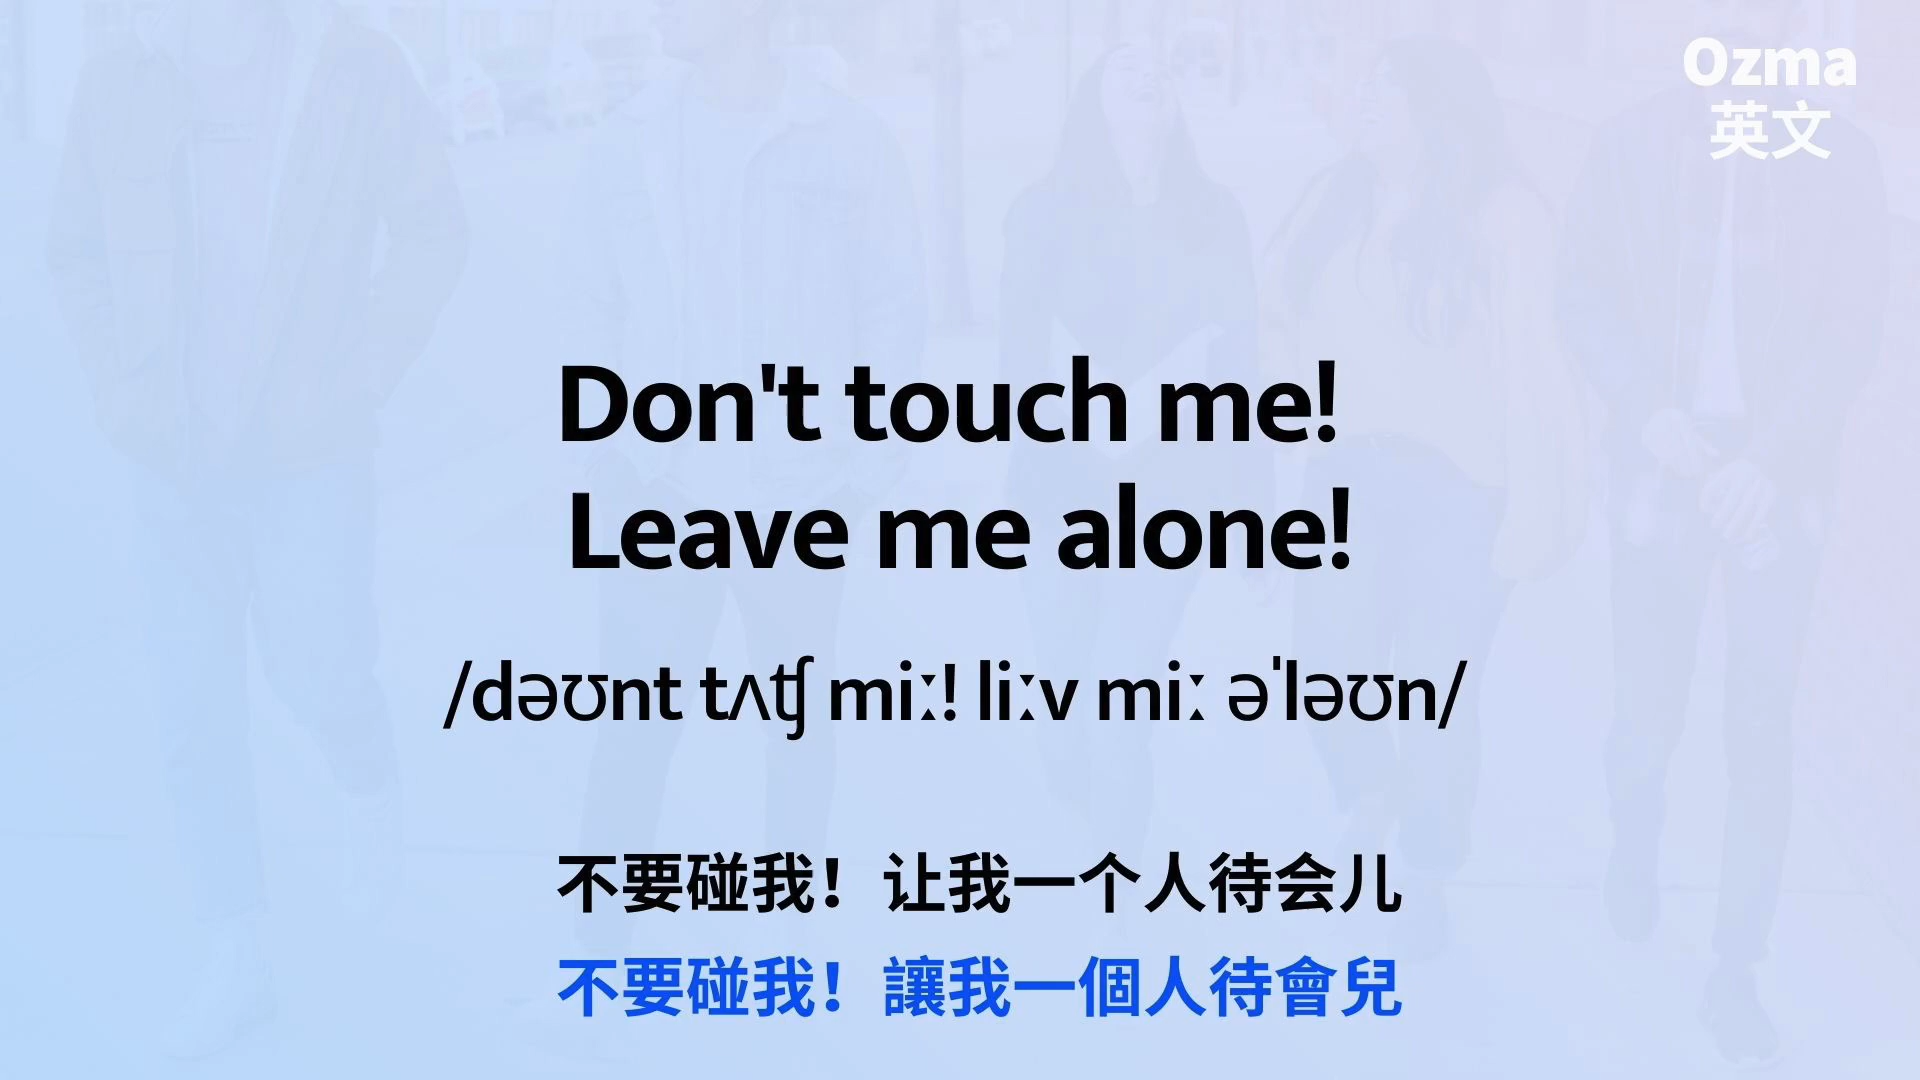 Ozma
英文
Don't touch me!
Leave me alone!
/dəʊnt tʌʧ miː! liːv miː əˈləʊn/
不要碰我！让我一个人待会儿
不要碰我！讓我一個人待會兒